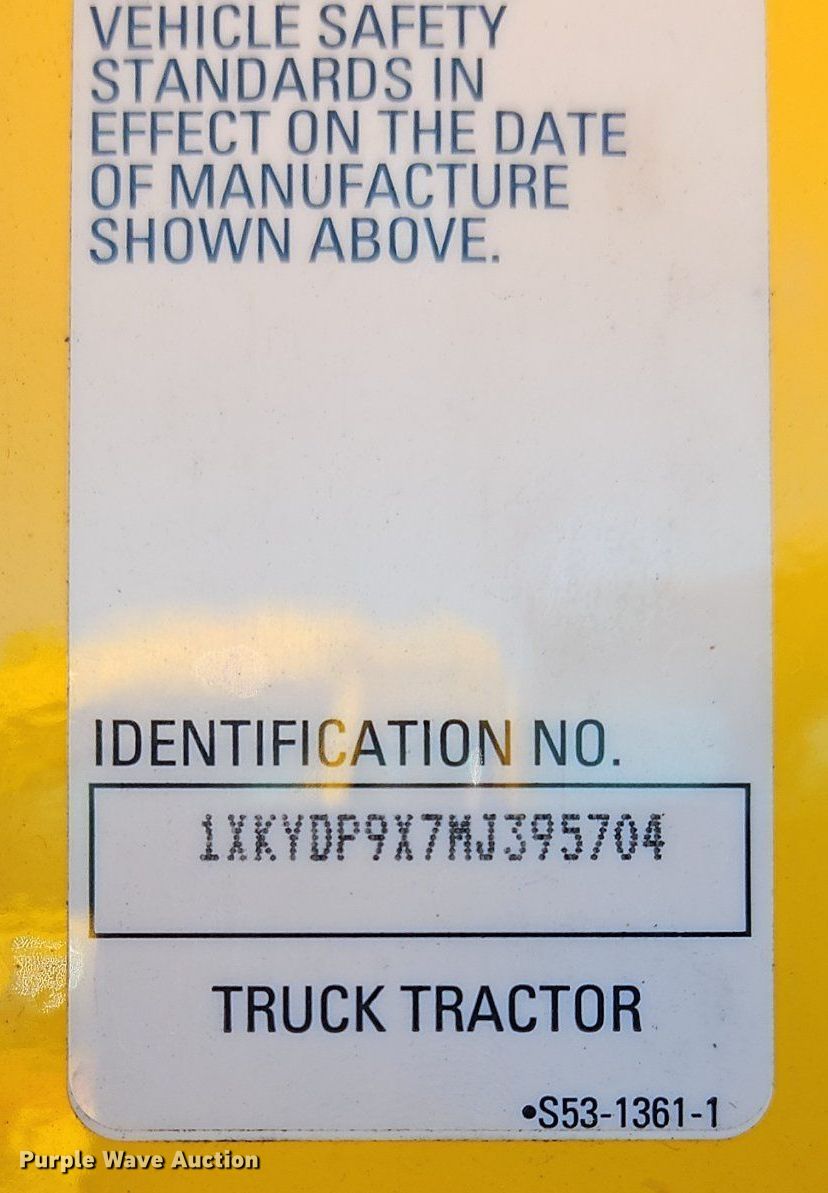 VEHICLE SAFETY
STANDARDS IN
EFFECT ON THE DATE
OF MANUFACTURE
SHOWN ABOVE.
IDENTIFICATION NO.
1XKYDP9X7MJ395704
TRUCK TRACTOR
•S53-1361-1
Purple Wave Auction